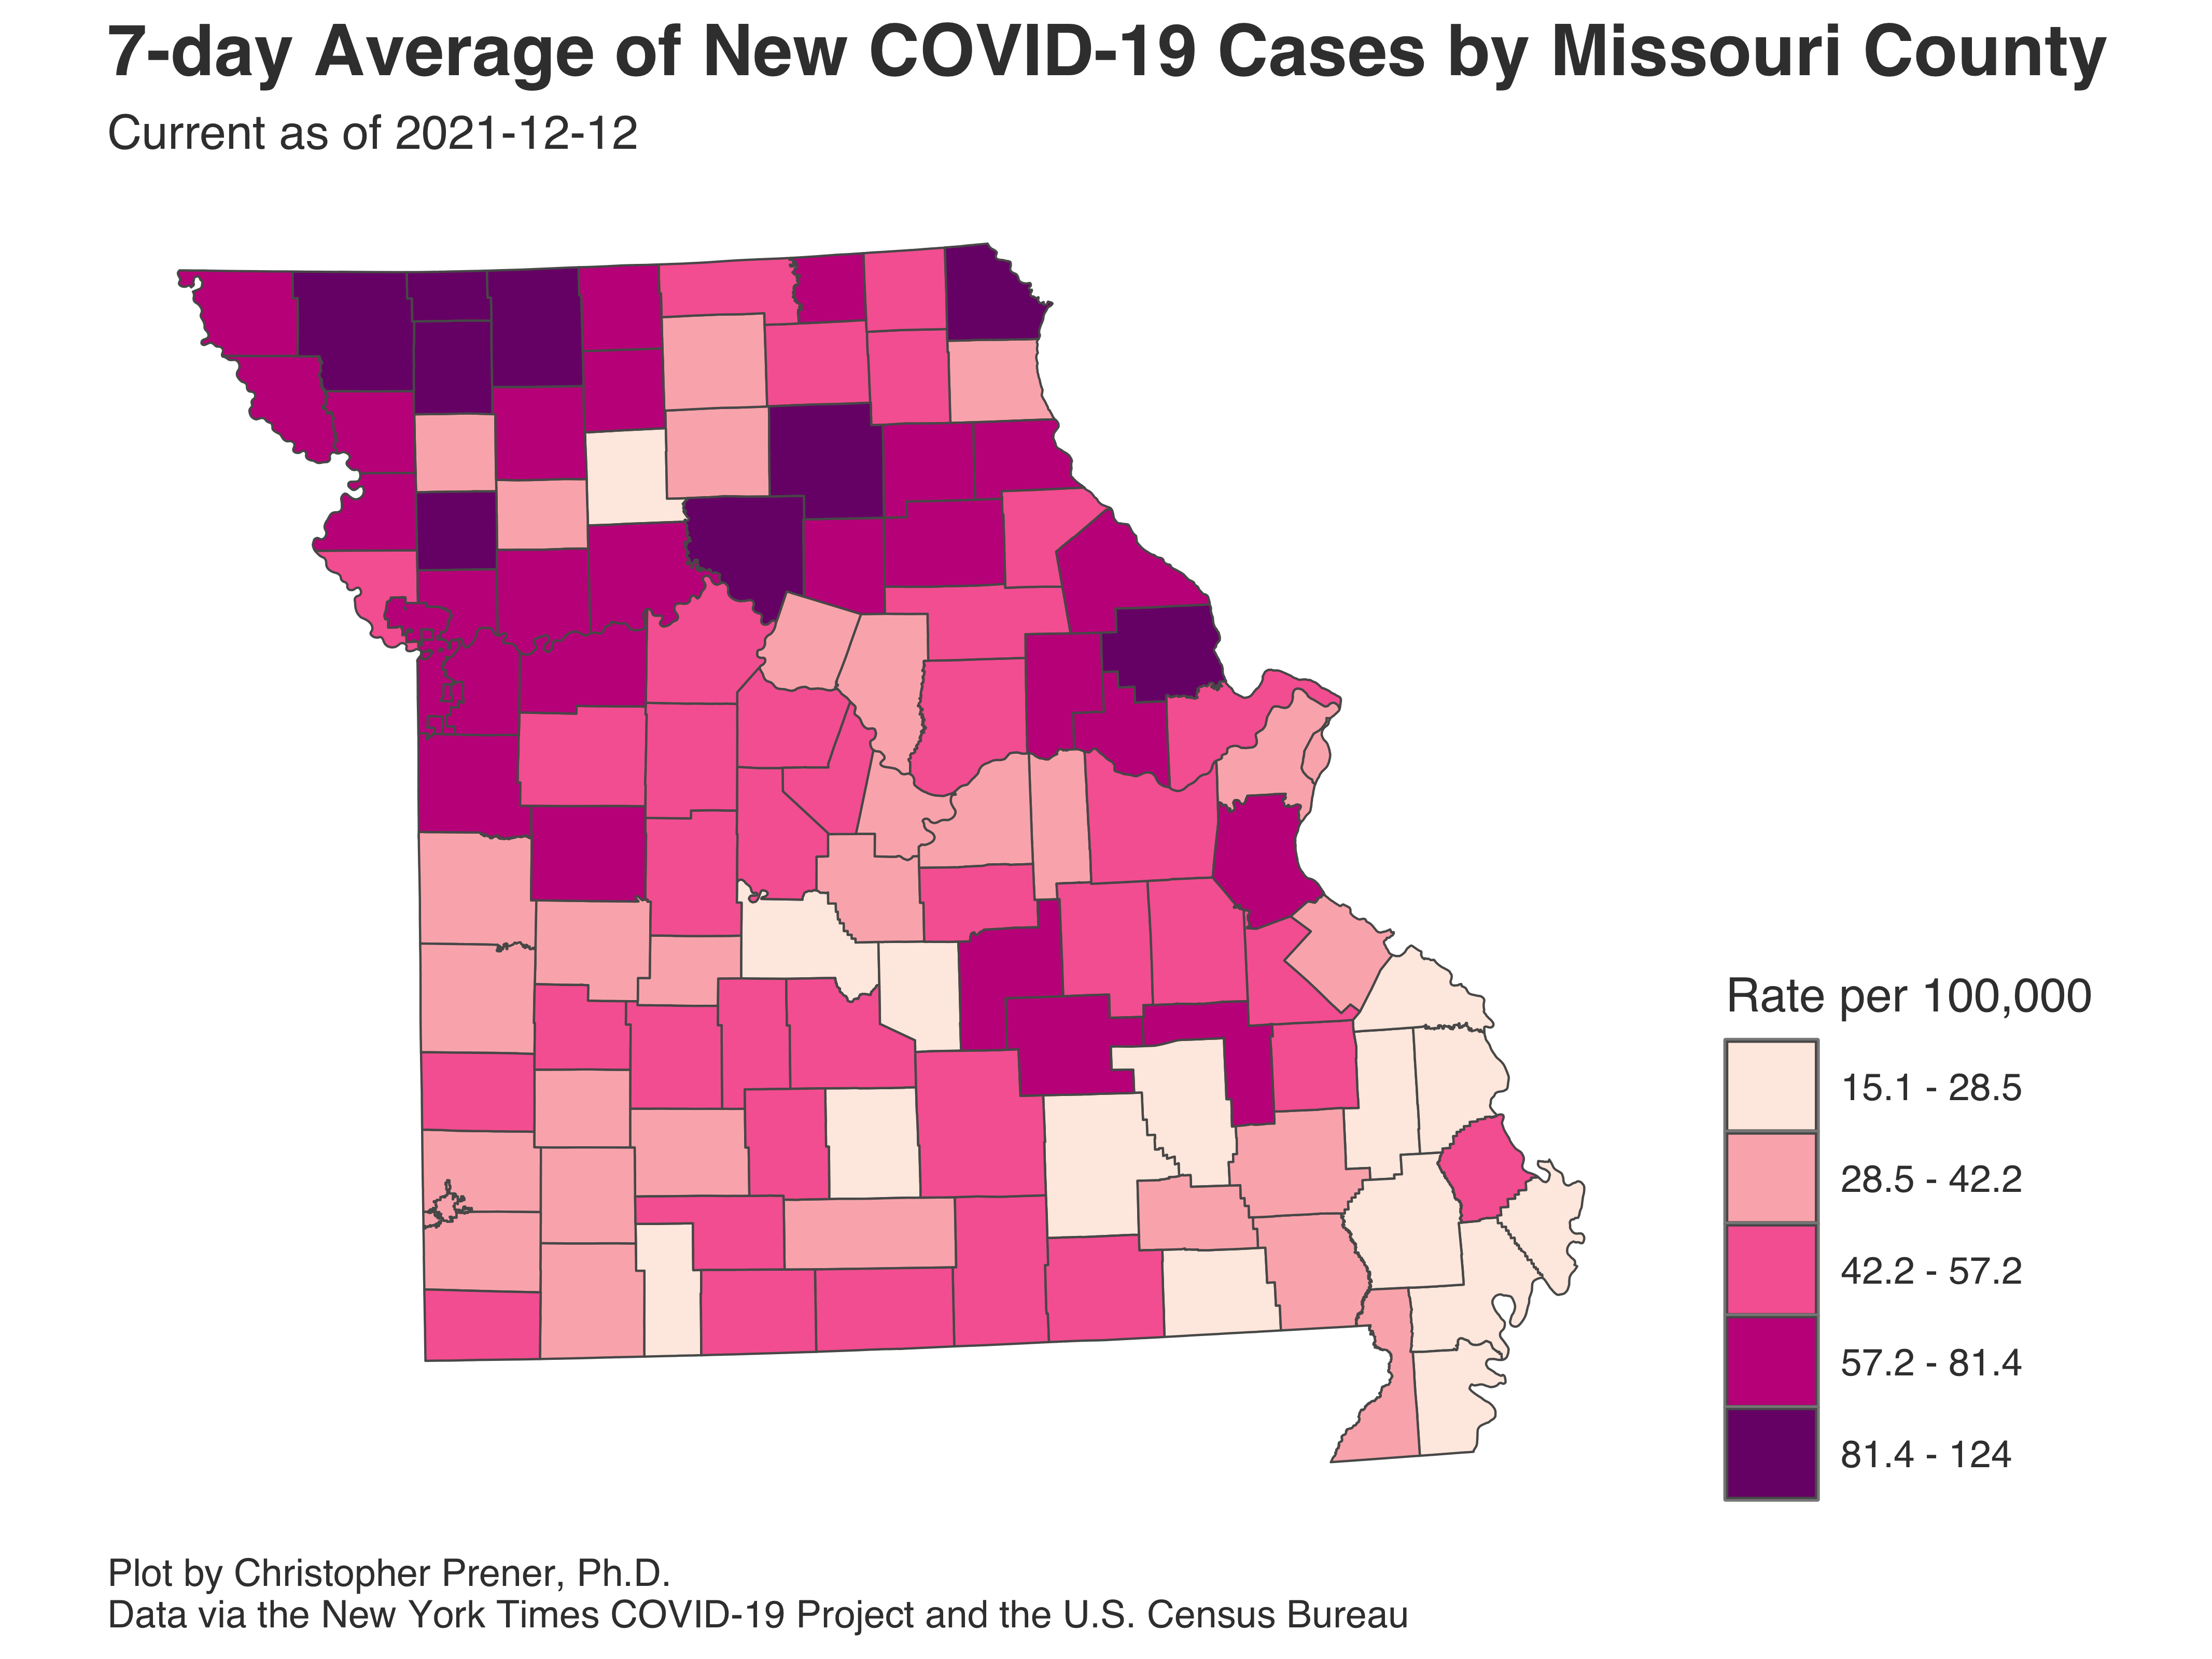 7-day Average of New COVID-19 Cases by Missouri County
Current as of 2021-12-12
Rate per 100,000
15.1 - 28.5
28.5 - 42.2
42.2 - 57.2
57.2 - 81.4
81.4 - 124
Plot by Christopher Prener, Ph.D.
Data via the New York Times COVID-19 Project and the U.S. Census Bureau